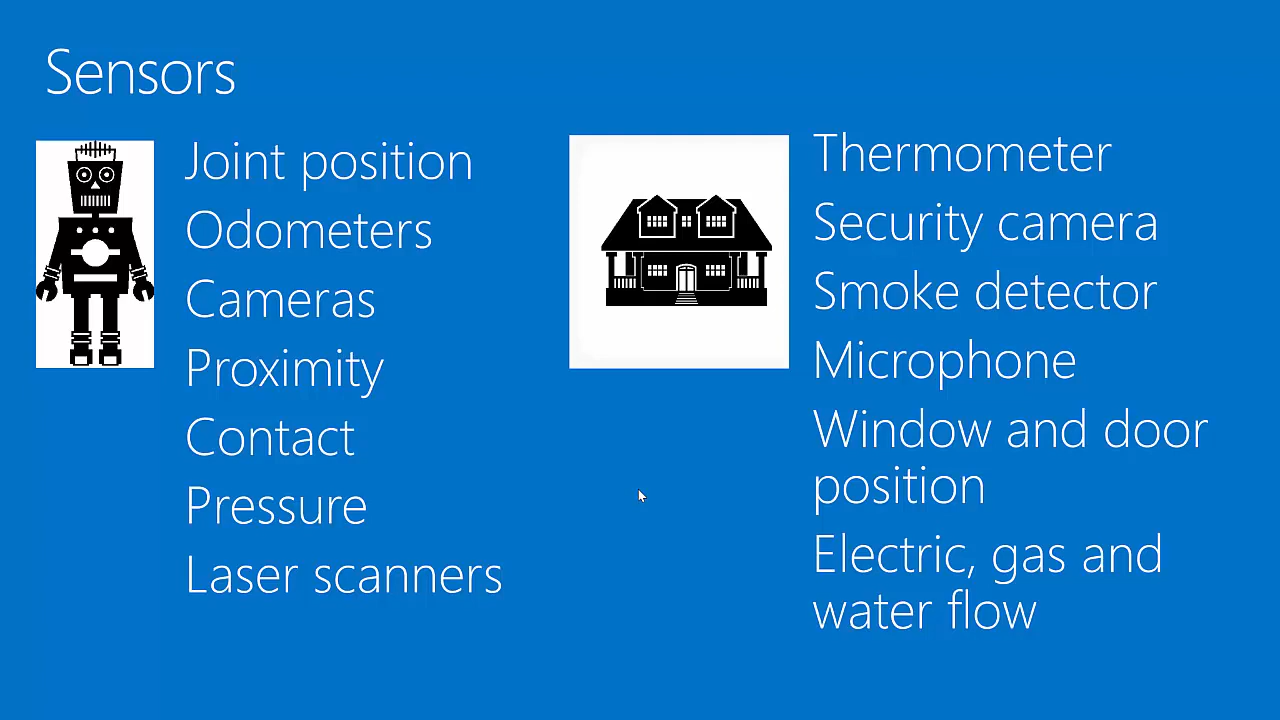 Sensors
Joint position
Odometers
Cameras
Proximity
Contact
Pressure
Laser scanners
Thermometer
Security camera
Smoke detector
Microphone
Window and door
position
Electric, gas and
water flow